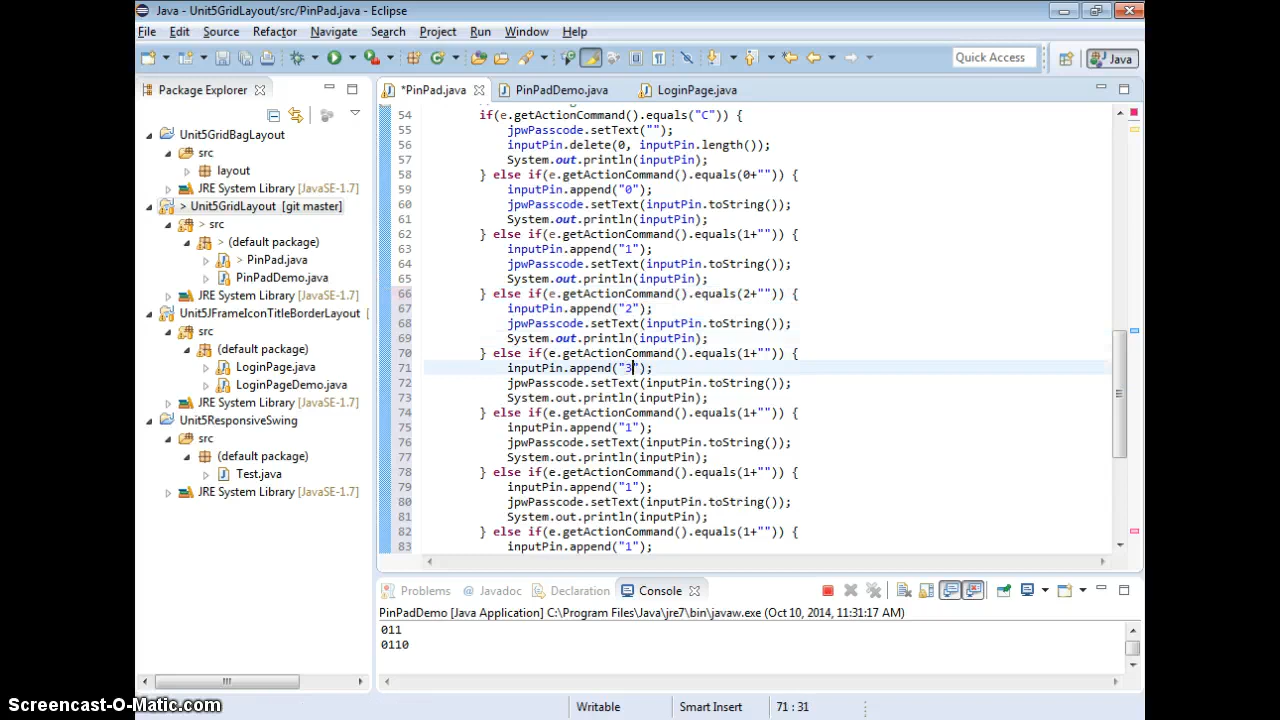 Java - Unit5GridLayout/src/PinPad.java - Eclipse
File Edit Source Refactor Navigate Search Project Run Window Help
Quick Access
Java
Package Explorer
*PinPad.java PinPadDemo.java LoginPage.java
Unit5GridBagLayout
src
layout
JRE System Library [JavaSE-1.7]
> Unit5GridLayout [git master]
> src
> (default package)
> PinPad.java
PinPadDemo.java
JRE System Library [JavaSE-1.7]
Unit5JFrameIconTitleBorderLayout [
src
(default package)
LoginPage.java
LoginPageDemo.java
JRE System Library [JavaSE-1.7]
Unit5ResponsiveSwing
src
(default package)
Test.java
JRE System Library [JavaSE-1.7]
54 if(e.getActionCommand().equals("C")) {
55 jpwPasscode.setText("");
56 inputPin.delete(0, inputPin.length());
57 System.out.println(inputPin);
58 } else if(e.getActionCommand().equals(0+"")) {
59 inputPin.append("0");
60 jpwPasscode.setText(inputPin.toString());
61 System.out.println(inputPin);
62 } else if(e.getActionCommand().equals(1+"")) {
63 inputPin.append("1");
64 jpwPasscode.setText(inputPin.toString());
65 System.out.println(inputPin);
66 } else if(e.getActionCommand().equals(2+"")) {
67 inputPin.append("2");
68 jpwPasscode.setText(inputPin.toString());
69 System.out.println(inputPin);
70 } else if(e.getActionCommand().equals(1+"")) {
71 inputPin.append("3");
72 jpwPasscode.setText(inputPin.toString());
73 System.out.println(inputPin);
74 } else if(e.getActionCommand().equals(1+"")) {
75 inputPin.append("1");
76 jpwPasscode.setText(inputPin.toString());
77 System.out.println(inputPin);
78 } else if(e.getActionCommand().equals(1+"")) {
79 inputPin.append("1");
80 jpwPasscode.setText(inputPin.toString());
81 System.out.println(inputPin);
82 } else if(e.getActionCommand().equals(1+"")) {
83 inputPin.append("1");
Problems @ Javadoc Declaration Console
PinPadDemo [Java Application] C:\Program Files\Java\jre7\bin\javaw.exe (Oct 10, 2014, 11:31:17 AM)
011
0110
Writable Smart Insert 71 : 31
Screencast-O-Matic.com